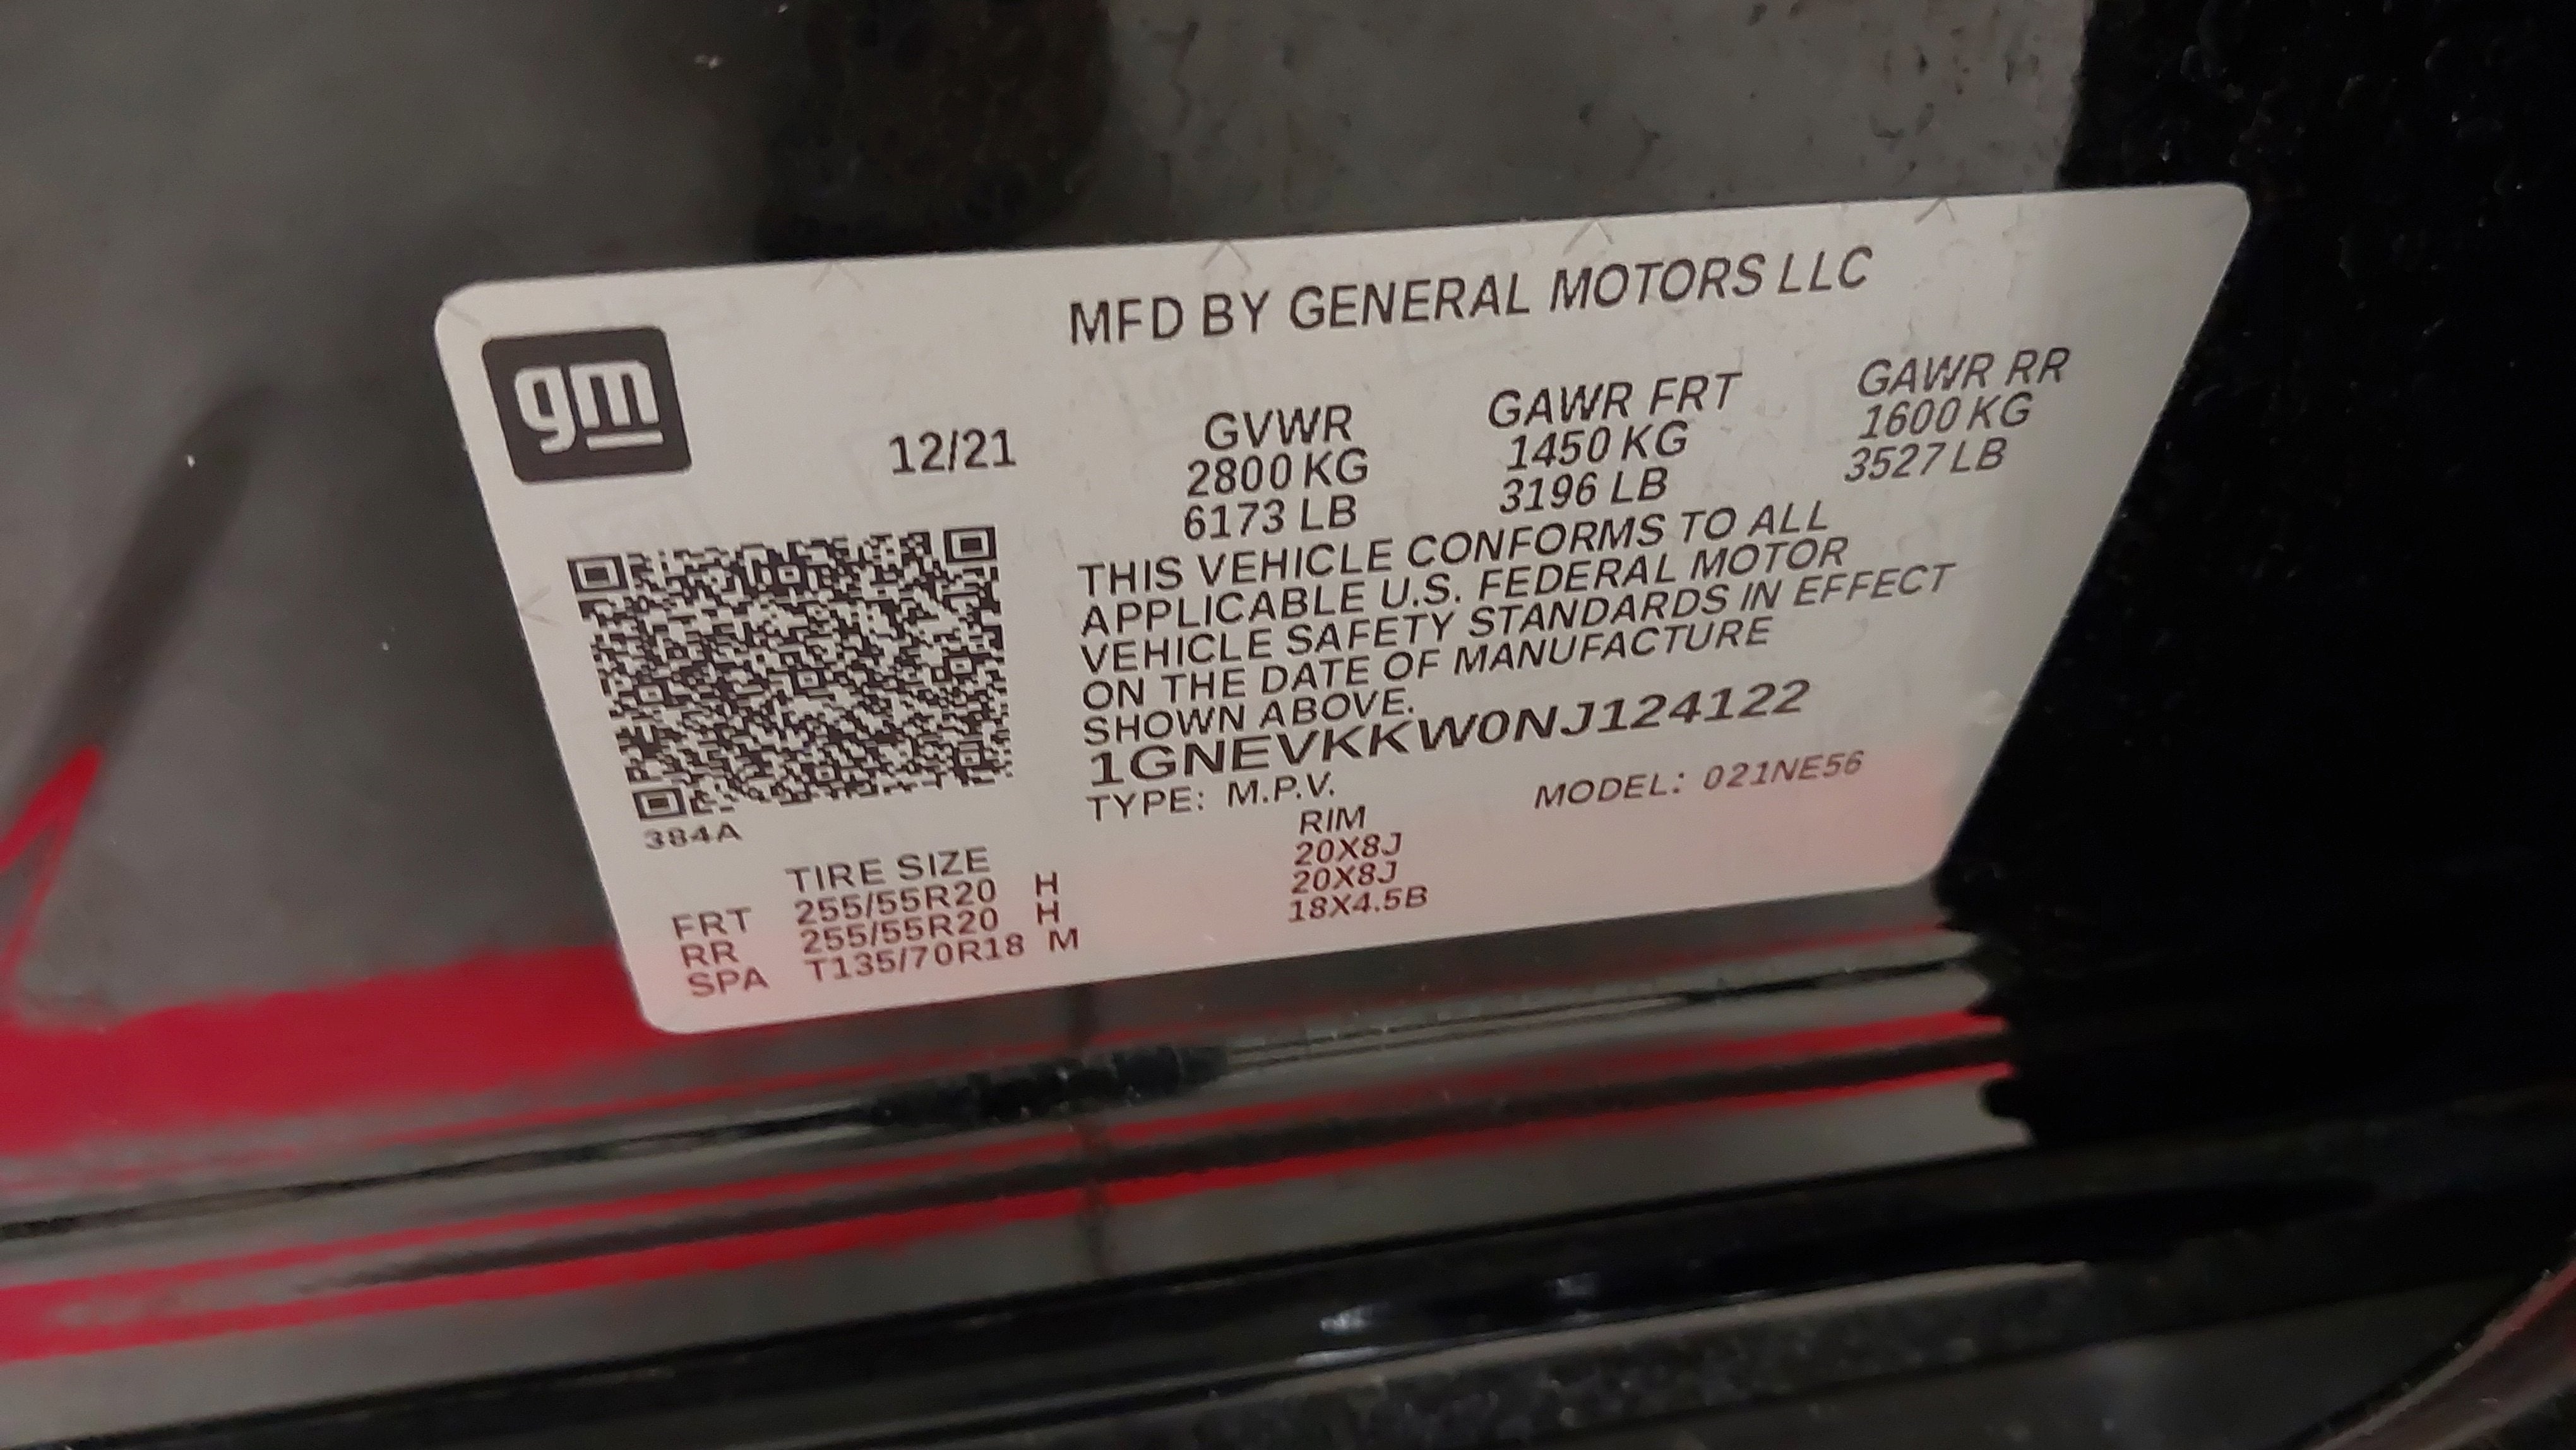 MFD BY GENERAL MOTORS LLC
gm
12/21
GVWR GAWR FRT GAWR RR
2800 KG 1450 KG 1600 KG
6173 LB 3196 LB 3527 LB
THIS VEHICLE CONFORMS TO ALL
APPLICABLE U.S. FEDERAL MOTOR
VEHICLE SAFETY STANDARDS IN EFFECT
ON THE DATE OF MANUFACTURE
SHOWN ABOVE.
1GNEVKKW0NJ124122
TYPE: M.P.V. MODEL: 021NE56
384A
TIRE SIZE RIM
FRT 255/55R20 H 20X8J
RR 255/55R20 H 20X8J
SPA T135/70R18 M 18X4.5B